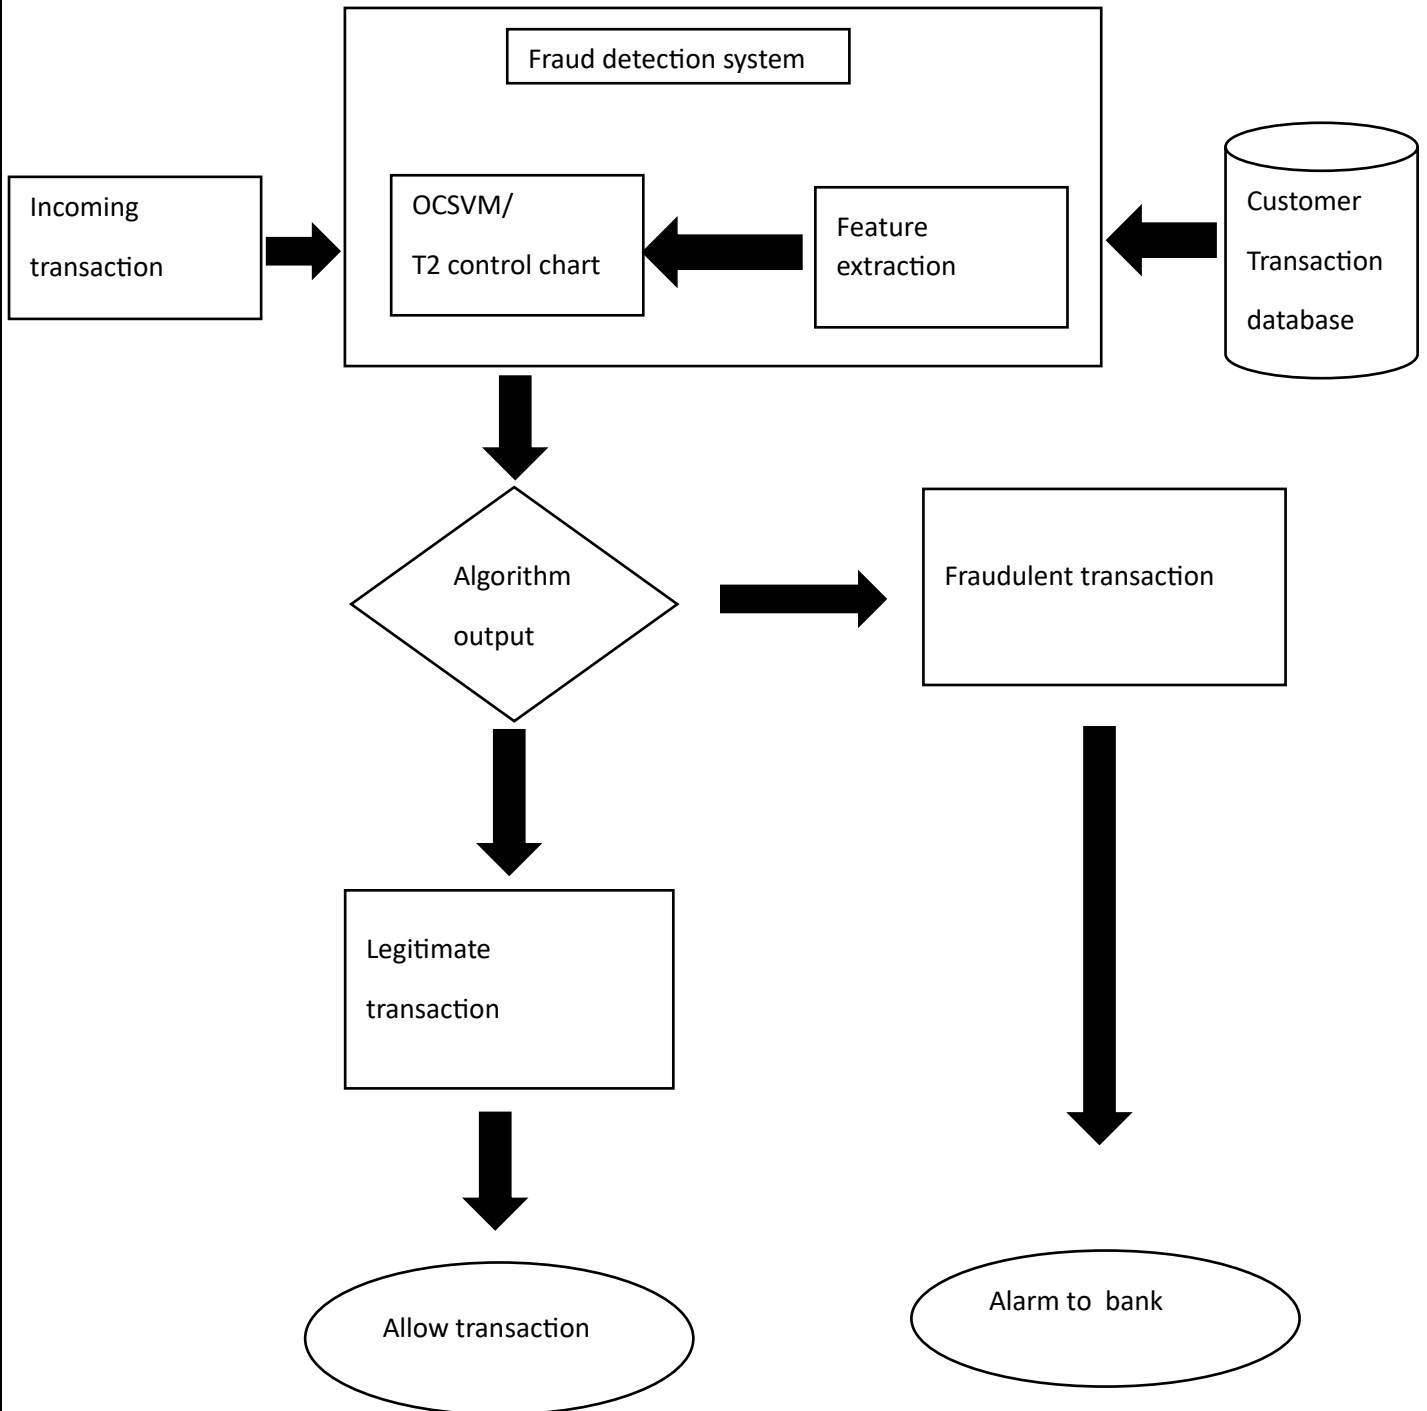 Fraud detection system
Incoming
transaction
OCSVM/
T2 control chart
Feature
extraction
Customer
Transaction
database
Algorithm
output
Fraudulent transaction
Legitimate
transaction
Allow transaction
Alarm to  bank